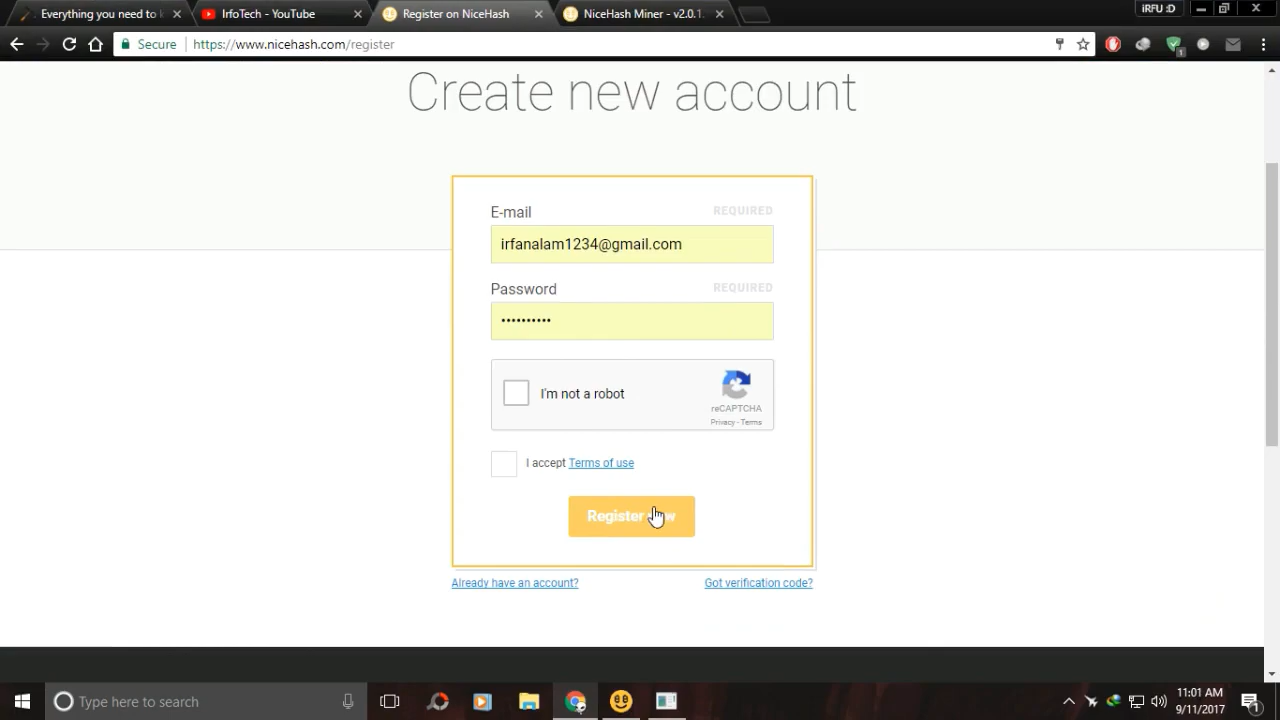 Everything you need to k
IrfoTech - YouTube
Register on NiceHash
NiceHash Miner - v2.0.1.
iRFU :D
Secure
https://www.nicehash.com/register
1
Create new account
E-mail
REQUIRED
irfanalam1234@gmail.com
Password
REQUIRED
••••••••••
I'm not a robot
reCAPTCHA
Privacy - Terms
I accept Terms of use
Register
Already have an account?
Got verification code?
Type here to search
11:01 AM
9/11/2017
1